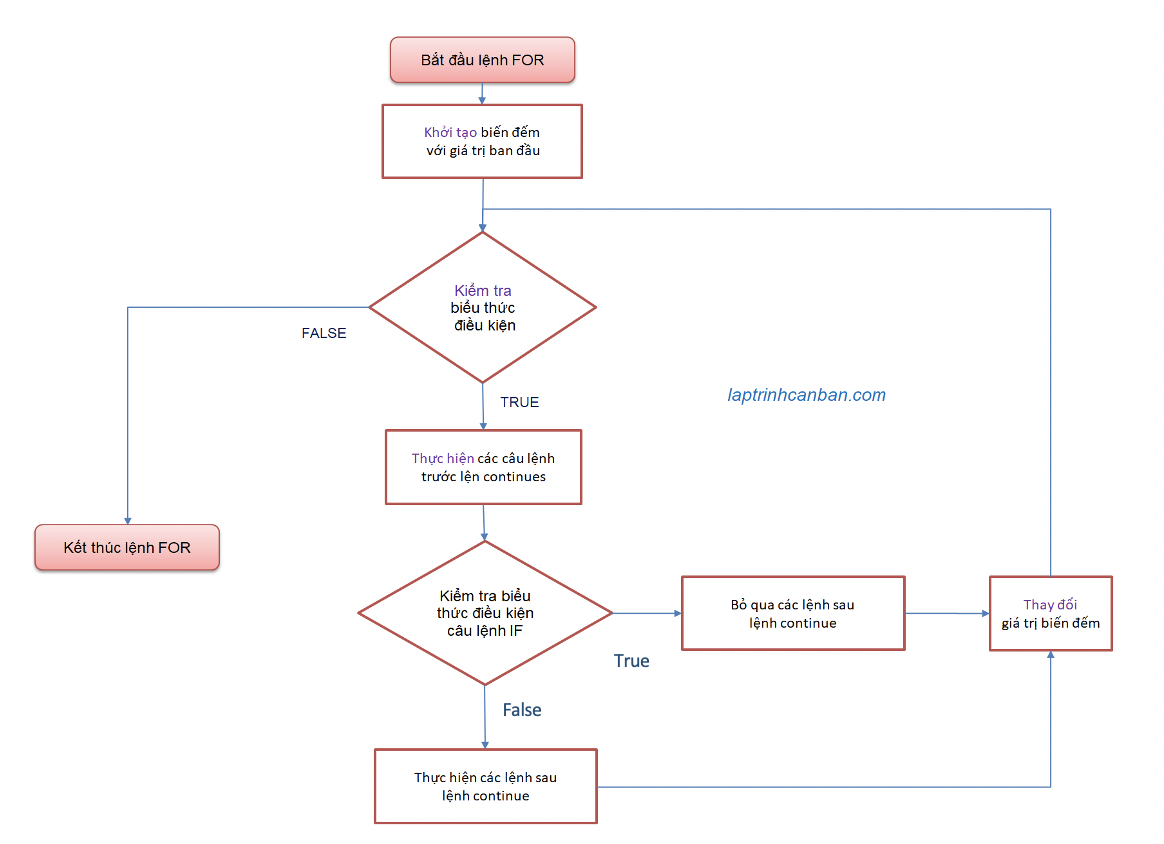 Bắt đầu lệnh FOR
Khởi tạo biến đếm
với giá trị ban đầu
Kiểm tra
biểu thức
điều kiện
FALSE
laptrinhcanban.com
TRUE
Thực hiện các câu lệnh
trước lên continues
Kết thúc lệnh FOR
Kiểm tra biểu
thức điều kiện
câu lệnh IF
Bỏ qua các lệnh sau
lệnh continue
Thay đổi
giá trị biến đếm
True
False
Thực hiện các lệnh sau
lệnh continue